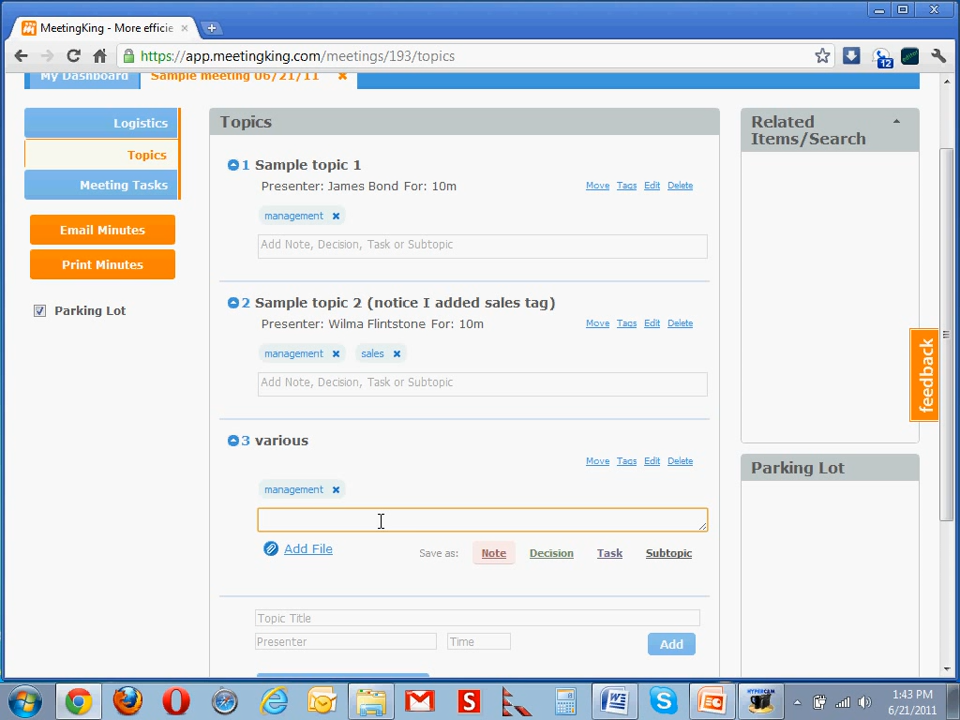 MeetingKing - More efficie
https://app.meetingking.com/meetings/193/topics
12
My Dashboard
Sample meeting 06/21/11
Logistics
Topics
Meeting Tasks
Email Minutes
Print Minutes
Parking Lot
Topics
1 Sample topic 1
Presenter: James Bond For: 10m
Move Tags Edit Delete
management
Add Note, Decision, Task or Subtopic
2 Sample topic 2 (notice I added sales tag)
Presenter: Wilma Flintstone For: 10m
Move Tags Edit Delete
management sales
Add Note, Decision, Task or Subtopic
3 various
Move Tags Edit Delete
management
Add File
Save as: Note Decision Task Subtopic
Topic Title
Presenter
Time
Add
Related
Items/Search
Parking Lot
feedback
HYPERCAM
1:43 PM
6/21/2011